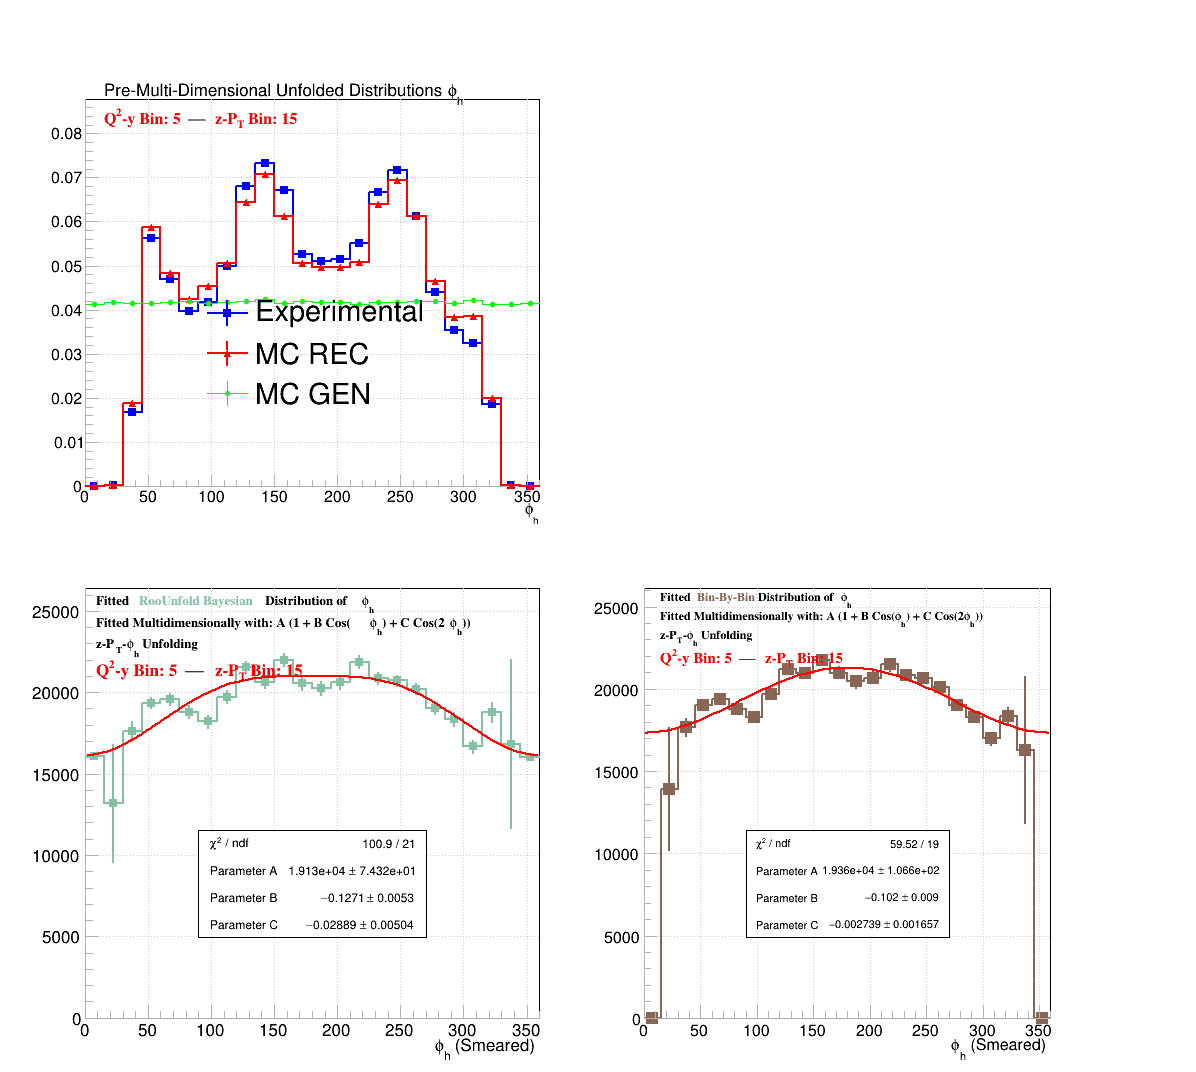 Pre-Multi-Dimensional Unfolded Distributions ϕh
Q2-y Bin: 5 — z-PT Bin: 15
0.08
0.07
0.06
0.05
0.04
0.03
0.02
0.01
0
Experimental
MC REC
MC GEN
0 50 100 150 200 250 300 350
ϕh
Fitted RooUnfold Bayesian Distribution of ϕh
Fitted Multidimensionally with: A (1 + B Cos(ϕh) + C Cos(2 ϕh))
z-PT-ϕh Unfolding
Q2-y Bin: 5 — z-PT Bin: 15
25000
20000
15000
10000
5000
0
χ2 / ndf 100.9 / 21
Parameter A 1.913e+04 ± 7.432e+01
Parameter B −0.1271 ± 0.0053
Parameter C −0.02889 ± 0.00504
0 50 100 150 200 250 300 350
ϕh (Smeared)
Fitted Bin-By-Bin Distribution of ϕh
Fitted Multidimensionally with: A (1 + B Cos(ϕh) + C Cos(2ϕh))
z-PT-ϕh Unfolding
Q2-y Bin: 5 — z-PT Bin: 15
25000
20000
15000
10000
5000
0
χ2 / ndf 59.52 / 19
Parameter A 1.936e+04 ± 1.066e+02
Parameter B −0.102 ± 0.009
Parameter C −0.002739 ± 0.001657
0 50 100 150 200 250 300 350
ϕh (Smeared)